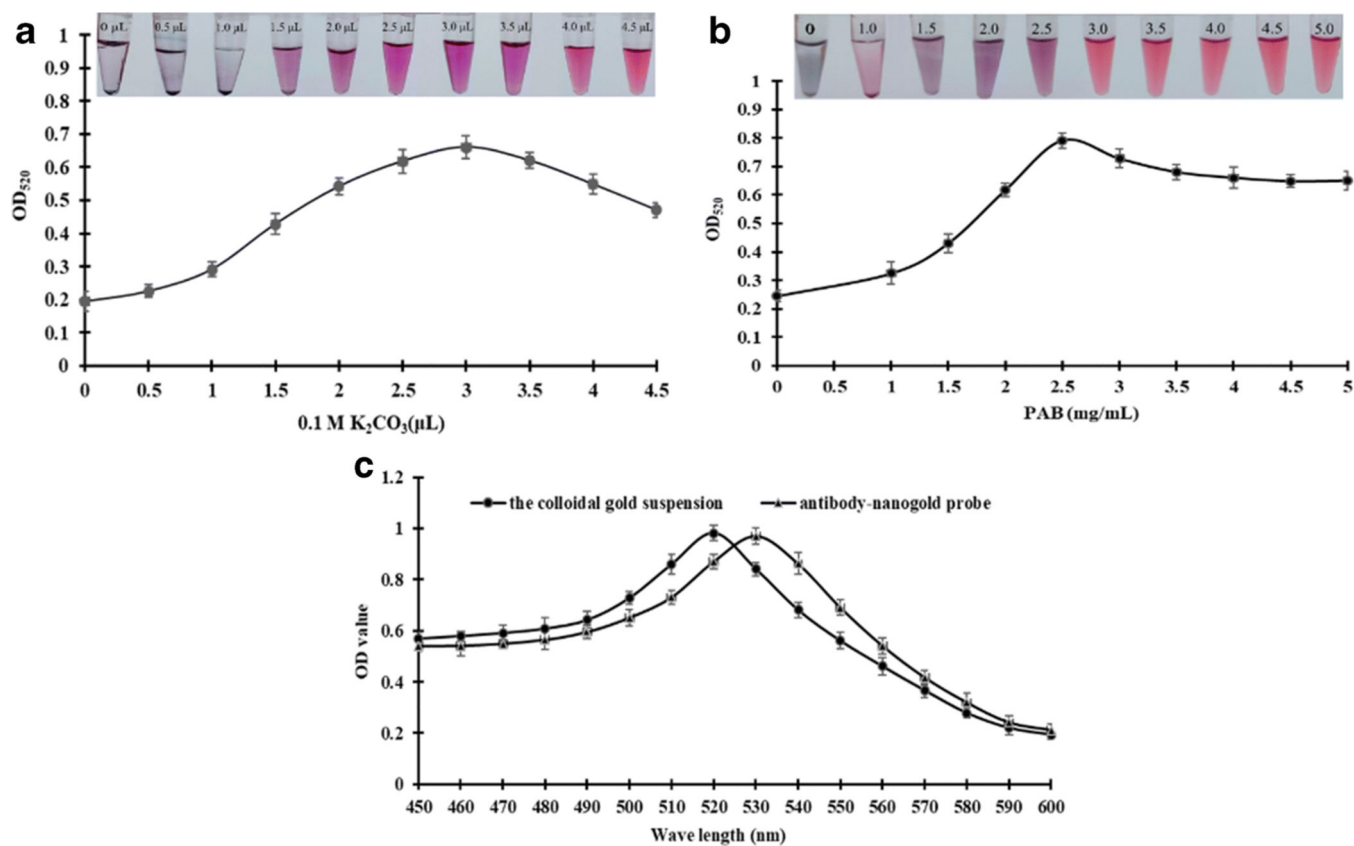 a
0 µL 0.5 µL 1.0 µL 1.5 µL 2.0 µL 2.5 µL 3.0 µL 3.5 µL 4.0 µL 4.5 µL
1
0.9
0.8
0.7
0.6
0.5
0.4
0.3
0.2
0.1
0
OD520
0 0.5 1 1.5 2 2.5 3 3.5 4 4.5
0.1 M K2CO3(µL)
b
0 1.0 1.5 2.0 2.5 3.0 3.5 4.0 4.5 5.0
1
0.9
0.8
0.7
0.6
0.5
0.4
0.3
0.2
0.1
0
OD520
0 0.5 1 1.5 2 2.5 3 3.5 4 4.5 5
PAB (mg/mL)
c
the colloidal gold suspension antibody-nanogold probe
1.2
1
0.8
0.6
0.4
0.2
0
OD value
450 460 470 480 490 500 510 520 530 540 550 560 570 580 590 600
Wave length (nm)